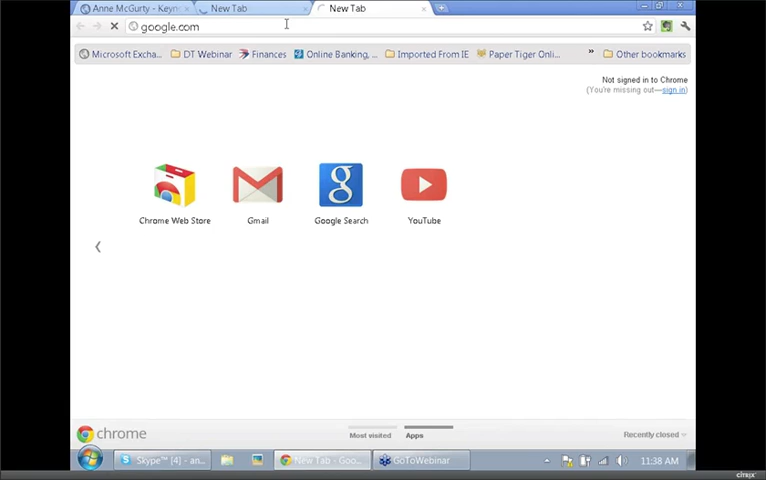 Anne McGurty - Keyn
New Tab
New Tab
google.com
Microsoft Excha...
DT Webinar
Finances
Online Banking, ...
Imported From IE
Paper Tiger Onli...
»
Other bookmarks
Not signed in to Chrome
(You're missing out—sign in)
Chrome Web Store
Gmail
Google Search
YouTube
chrome
Most visited
Apps
Recently closed
Skype™ [4] - an...
New Tab - Goo...
GoToWebinar
11:38 AM
citrix